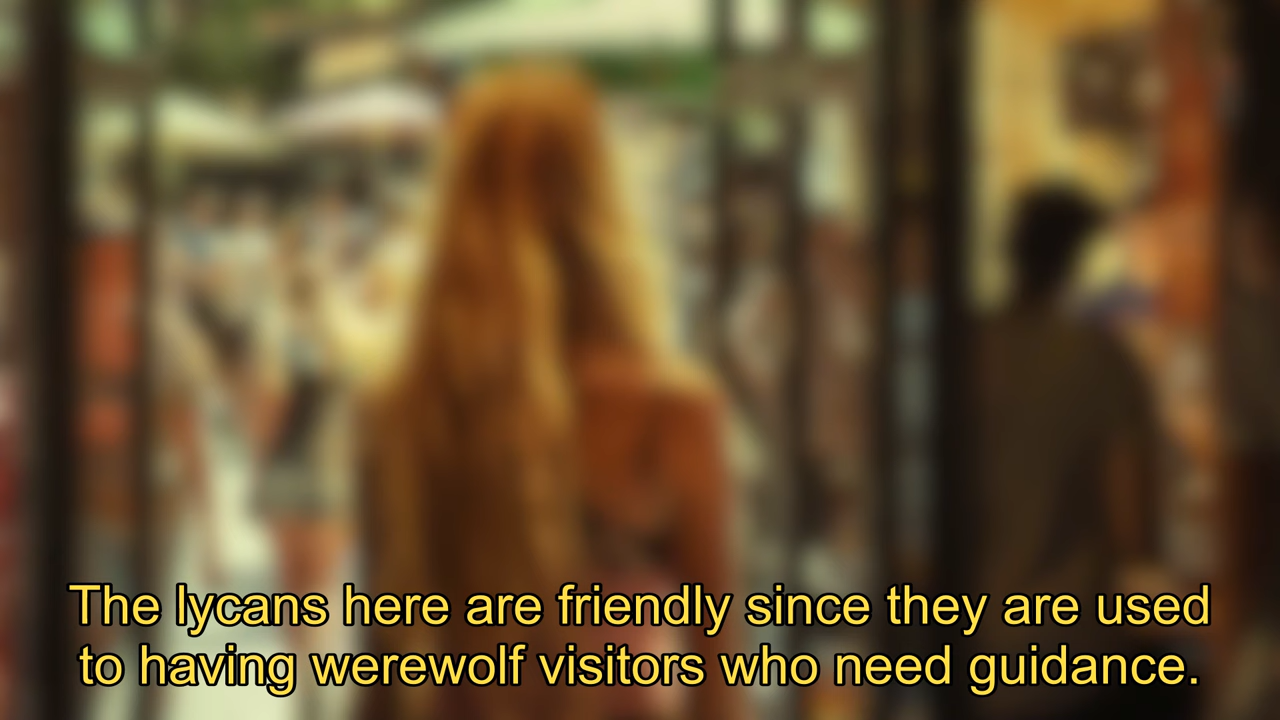 The lycans here are friendly since they are used
to having werewolf visitors who need guidance.